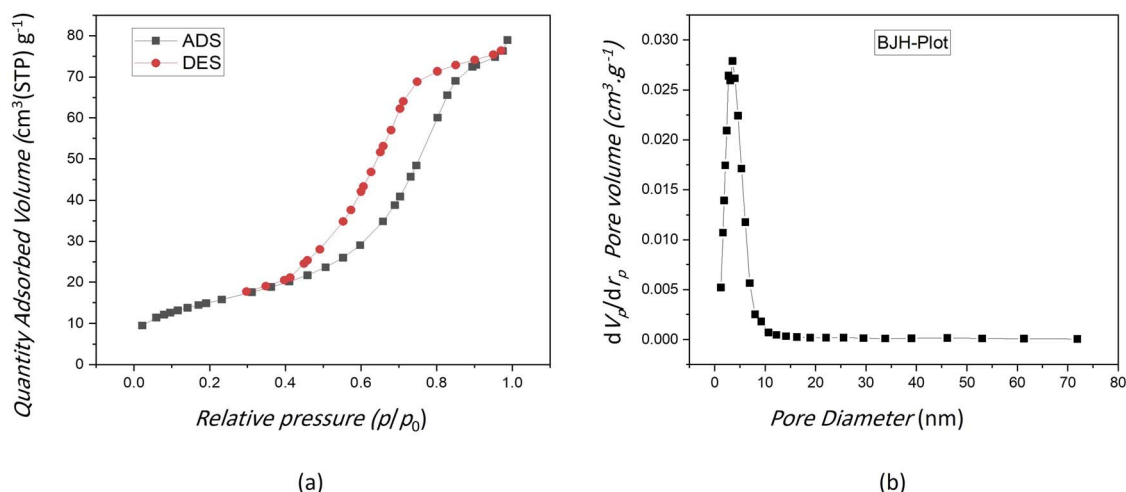 ADS
DES
Quantity Adsorbed Volume (cm³(STP) g⁻¹
80
70
60
50
40
30
20
10
0
0.0 0.2 0.4 0.6 0.8 1.0
Relative pressure (p/p₀)
(a)
BJH-Plot
dVₚ/drₚ Pore volume (cm³.g⁻¹)
0.030
0.025
0.020
0.015
0.010
0.005
0.000
0 10 20 30 40 50 60 70 80
Pore Diameter (nm)
(b)